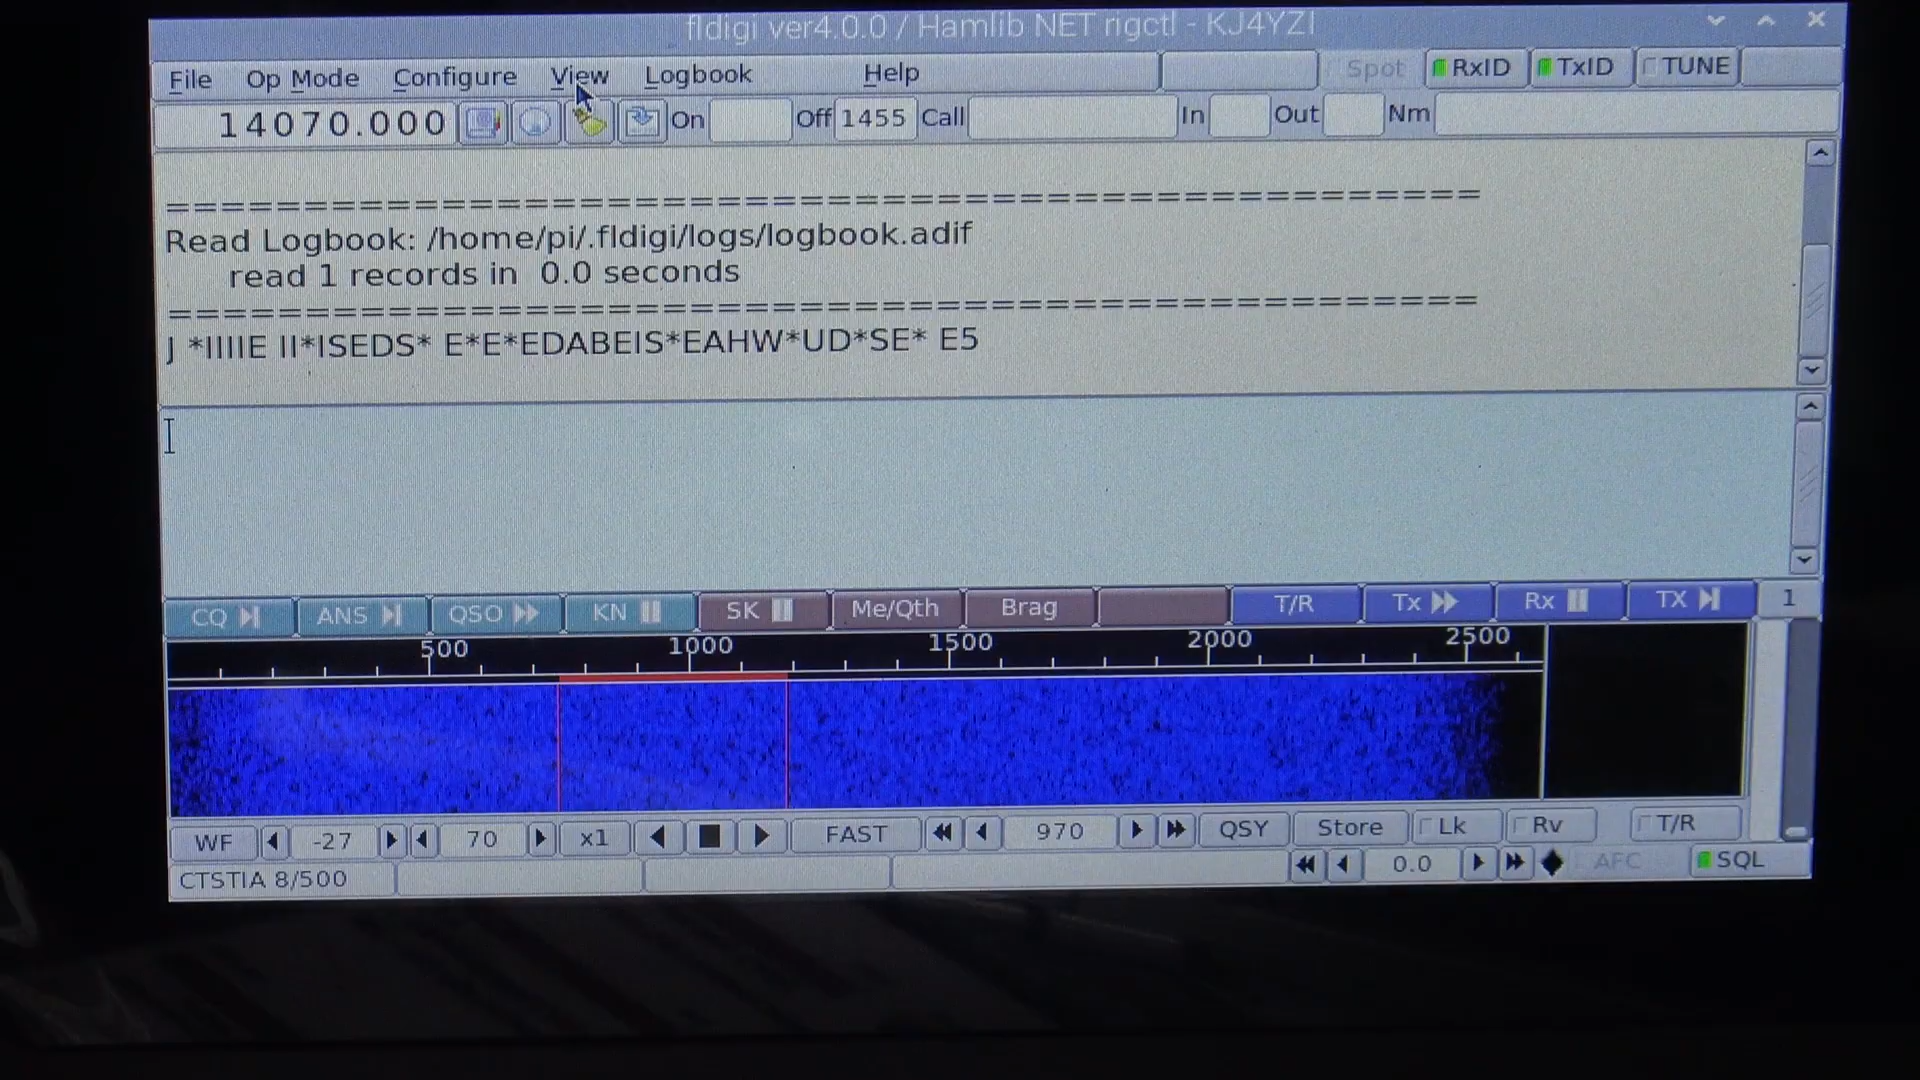 fldigi ver4.0.0 / Hamlib NET rigctl - KJ4YZI
File Op Mode Configure View Logbook Help Spot RxID TxID TUNE
14070.000 On Off 1455 Call In Out Nm
================================================
Read Logbook: /home/pi/.fldigi/logs/logbook.adif
read 1 records in 0.0 seconds
================================================
J *IIIIE II*ISEDS* E*E*EDABEIS*EAHW*UD*SE* E5
CQ ANS QSO KN SK Me/Qth Brag T/R Tx Rx TX 1
500 1000 1500 2000 2500
WF -27 70 x1 FAST 970 QSY Store Lk Rv T/R
CTSTIA 8/500 0.0 AFC SQL